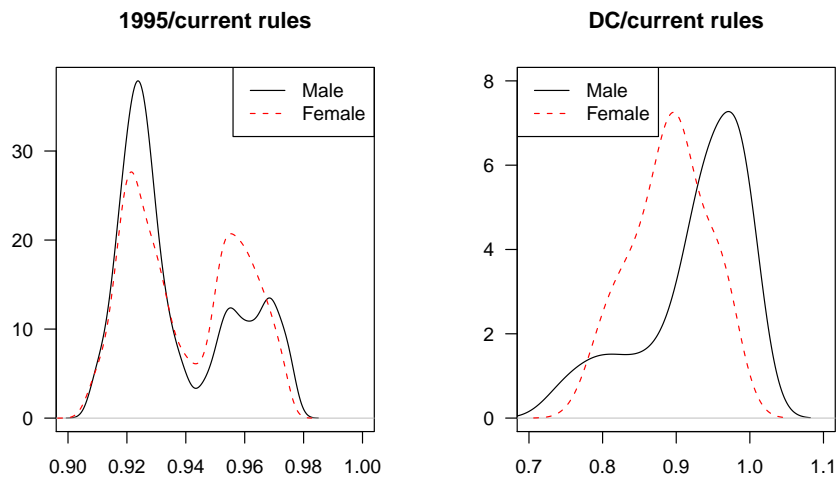 1995/current rules
Male
Female
30
20
10
0
0.90 0.92 0.94 0.96 0.98 1.00
DC/current rules
Male
Female
8
6
4
2
0
0.7 0.8 0.9 1.0 1.1